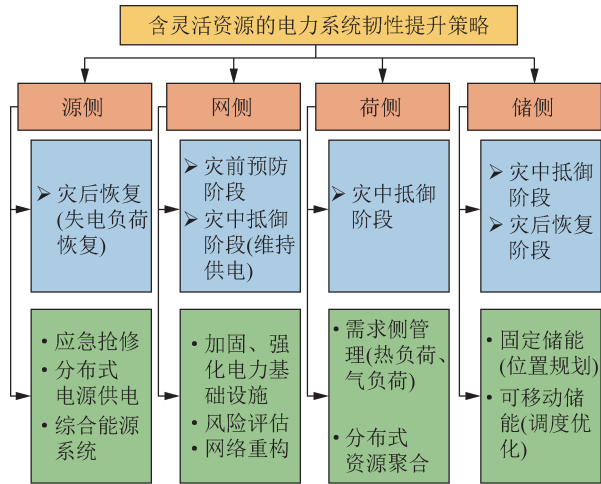 含灵活资源的电力系统韧性提升策略
源侧
网侧
荷侧
储侧
➢ 灾后恢复
(失电负荷
恢复)
➢ 灾前预防
阶段
➢ 灾中抵御
阶段(维持
供电)
➢ 灾中抵御
阶段
➢ 灾中抵御
阶段
➢ 灾后恢复
阶段
• 应急抢修
• 分布式
电源供电
• 综合能源
系统
• 加固、强
化电力基
础设施
• 风险评估
• 网络重构
• 需求侧管
理(热负荷、
气负荷)
• 分布式
资源聚合
• 固定储能
(位置规划)
• 可移动储
能(调度优
化)